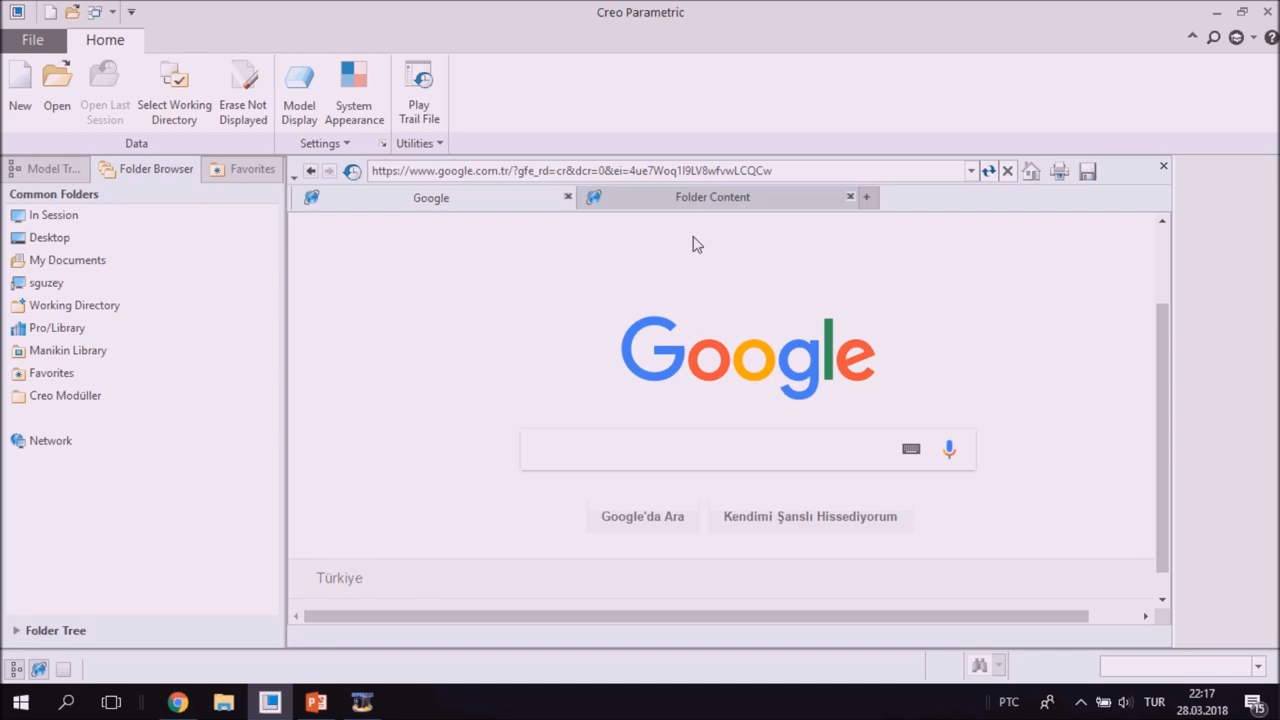 Creo Parametric
File
Home
New
Open
Open Last
Session
Select Working
Directory
Erase Not
Displayed
Model
Display
System
Appearance
Play
Trail File
Data
Settings
Utilities
Model Tr...
Folder Browser
Favorites
https://www.google.com.tr/?gfe_rd=cr&dcr=0&ei=4ue7Woq1I9LV8wfvwLCQCw
Google
Folder Content
Common Folders
In Session
Desktop
My Documents
sguzey
Working Directory
Pro/Library
Manikin Library
Favorites
Creo Modüller
Network
Google
Google'da Ara
Kendimi Şanslı Hissediyorum
Türkiye
Folder Tree
PTC
TUR
22:17
28.03.2018
15